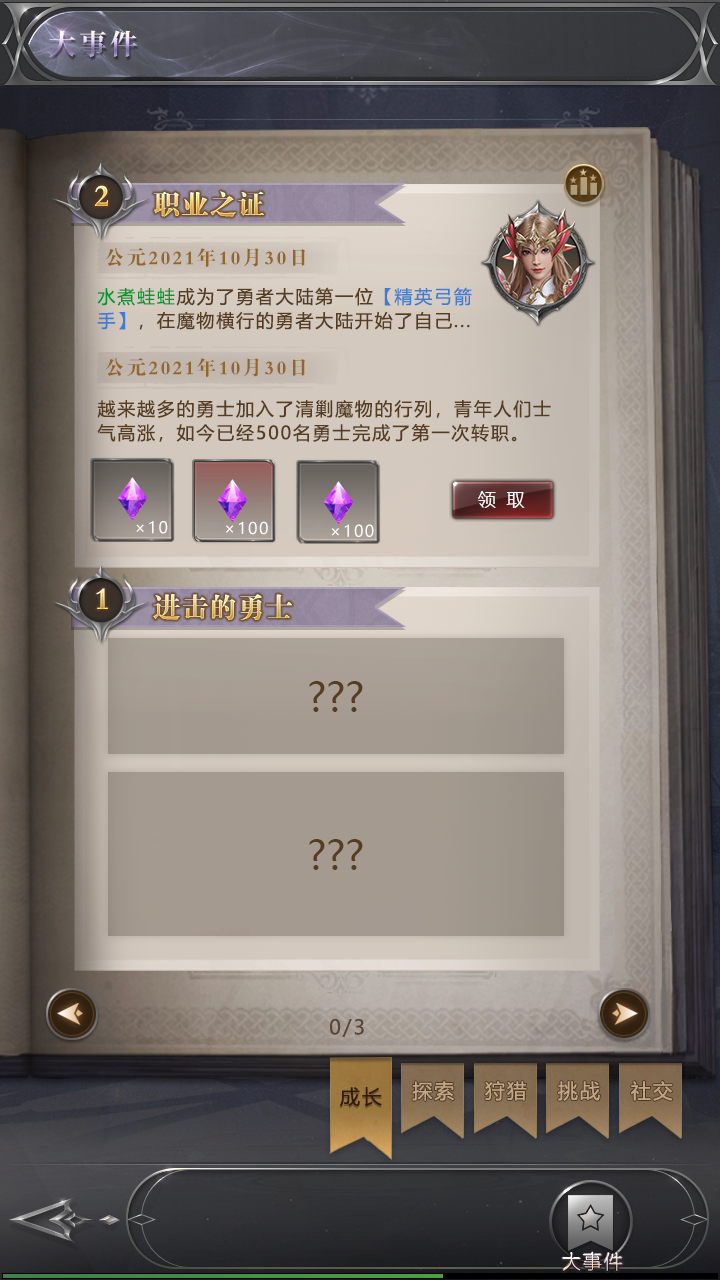 大事件
2
职业之证
公元2021年10月30日
水煮蛙蛙成为了勇者大陆第一位【精英弓箭
手】，在魔物横行的勇者大陆开始了自己...
公元2021年10月30日
越来越多的勇士加入了清剿魔物的行列，青年人们士
气高涨，如今已经500名勇士完成了第一次转职。
×10
×100
×100
领取
1
进击的勇士
???
???
0/3
成长
探索
狩猎
挑战
社交
大事件